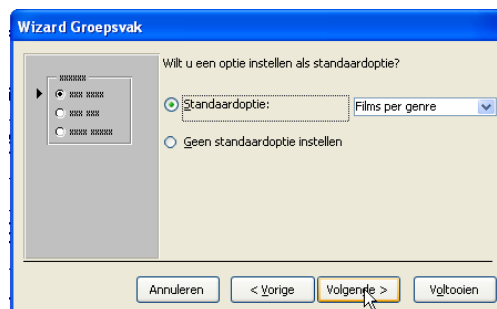 Wizard Groepsvak
Wilt u een optie instellen als standaardoptie?
Standaardoptie: Films per genre
Geen standaardoptie instellen
Annuleren < Vorige Volgende > Voltooien